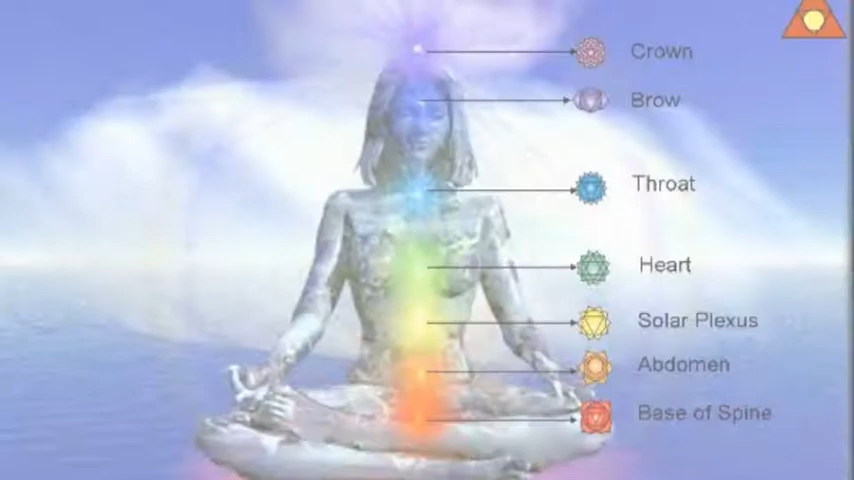 Crown
Brow
Throat
Heart
Solar Plexus
Abdomen
Base of Spine